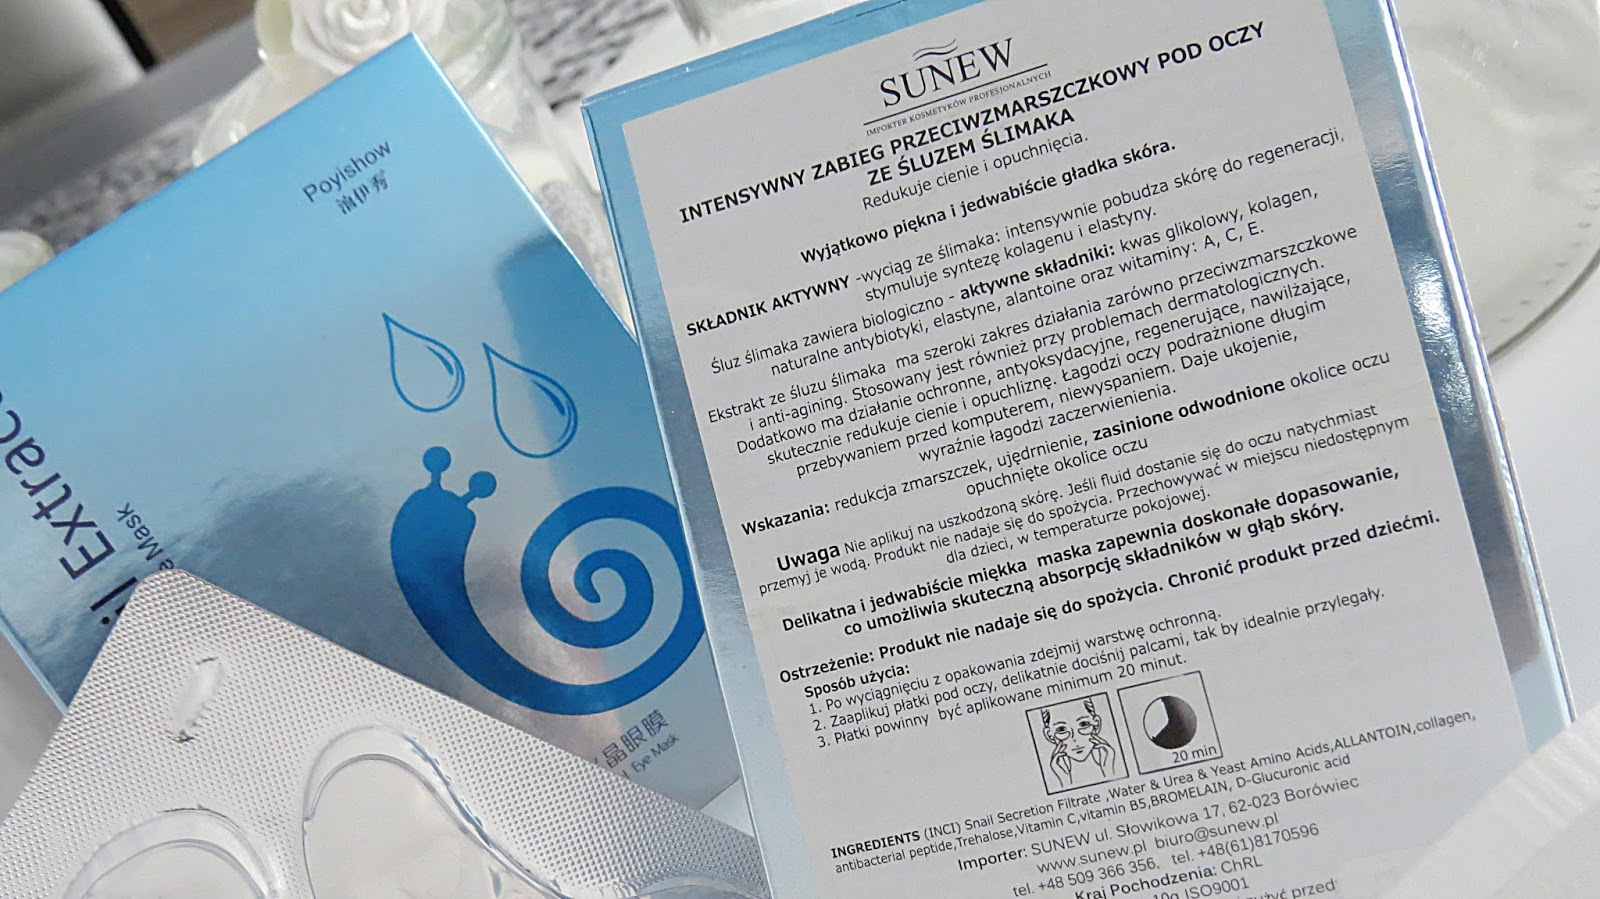 Poyishow
Extrac
Mask
晶眼膜
Eye Mask
SUNEW
IMPORTER KOSMETYKÓW PROFESJONALNYCH
INTENSYWNY ZABIEG PRZECIWZMARSZCZKOWY POD OCZY
ZE ŚLUZEM ŚLIMAKA
Redukuje cienie i opuchnięcia.
Wyjątkowo piękna i jedwabiście gładka skóra.
SKŁADNIK AKTYWNY -wyciąg ze ślimaka: intensywnie pobudza skórę do regeneracji,
stymuluje syntezę kolagenu i elastyny.
Śluz ślimaka zawiera biologiczno - aktywne składniki: kwas glikolowy, kolagen,
naturalne antybiotyki, elastyne, alantoine oraz witaminy: A, C, E.
Ekstrakt ze śluzu ślimaka ma szeroki zakres działania zarówno przeciwzmarszczkowe
i anti-agining. Stosowany jest również przy problemach dermatologicznych.
Dodatkowo ma działanie ochronne, antyoksydacyjne, regenerujące, nawilżające,
skutecznie redukuje cienie i opuchliznę. Łagodzi oczy podrażnione długim
przebywaniem przed komputerem, niewyspaniem. Daje ukojenie,
wyraźnie łagodzi zaczerwienienia.
Wskazania: redukcja zmarszczek, ujędrnienie, zasinione odwodnione okolice oczu
opuchnięte okolice oczu
Uwaga Nie aplikuj na uszkodzoną skórę. Jeśli fluid dostanie się do oczu natychmiast
przemyj je wodą. Produkt nie nadaje się do spożycia. Przechowywać w miejscu niedostępnym
dla dzieci, w temperaturze pokojowej.
Delikatna i jedwabiście miękka maska zapewnia doskonałe dopasowanie,
co umożliwia skuteczną absorpcję składników w głąb skóry.
Ostrzeżenie: Produkt nie nadaje się do spożycia. Chronić produkt przed dziećmi.
Sposób użycia:
1. Po wyciągnięciu z opakowania zdejmij warstwę ochronną.
2. Zaaplikuj płatki pod oczy, delikatnie dociśnij palcami, tak by idealnie przylegały.
3. Płatki powinny być aplikowane minimum 20 minut.
20 min
INGREDIENTS (INCI) Snail Secretion Filtrate ,Water & Urea & Yeast Amino Acids,ALLANTOIN,collagen,
antibacterial peptide,Trehalose,Vitamin C,vitamin B5,BROMELAIN, D-Glucuronic acid
Importer: SUNEW ul. Słowikowa 17, 62-023 Borówiec
www.sunew.pl biuro@sunew.pl
tel. +48 509 366 356, tel. +48(61)8170596
Kraj Pochodzenia: ChRL
10g ISO9001
przed